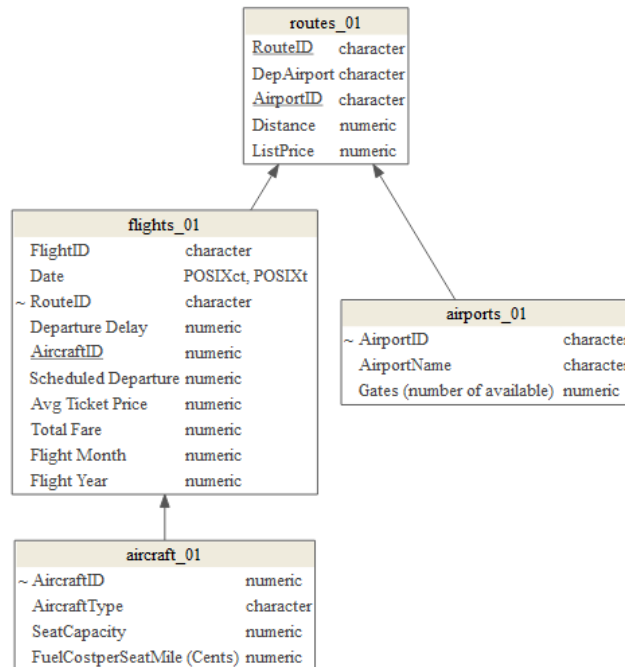 routes_01
RouteID character
DepAirport character
AirportID character
Distance numeric
ListPrice numeric
flights_01
FlightID character
Date POSIXct, POSIXt
~ RouteID character
Departure Delay numeric
AircraftID numeric
Scheduled Departure numeric
Avg Ticket Price numeric
Total Fare numeric
Flight Month numeric
Flight Year numeric
airports_01
~ AirportID character
AirportName character
Gates (number of available) numeric
aircraft_01
~ AircraftID numeric
AircraftType character
SeatCapacity numeric
FuelCostperSeatMile (Cents) numeric